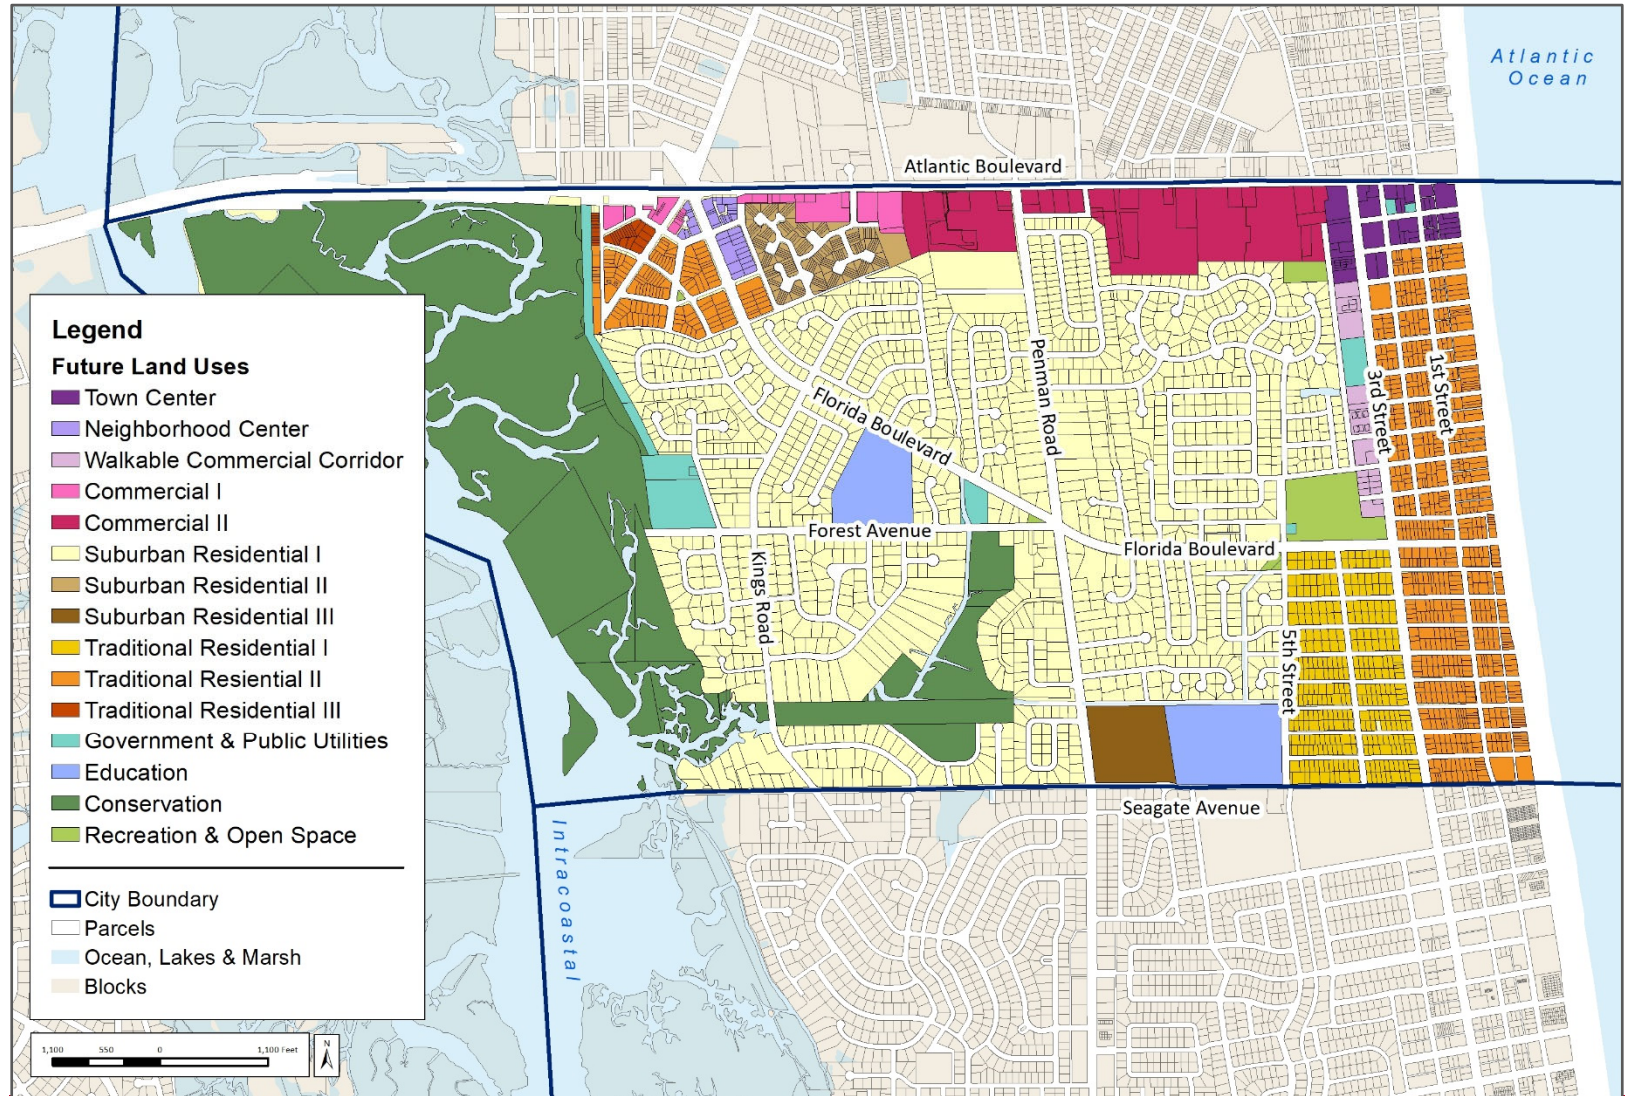 Atlantic
Ocean
Atlantic Boulevard
Legend
Future Land Uses
Town Center
Neighborhood Center
Walkable Commercial Corridor
Commercial I
Commercial II
Suburban Residential I
Suburban Residential II
Suburban Residential III
Traditional Residential I
Traditional Resiential II
Traditional Residential III
Government & Public Utilities
Education
Conservation
Recreation & Open Space
City Boundary
Parcels
Ocean, Lakes & Marsh
Blocks
1,100 550 0 1,100 Feet
N
Penman Road
3rd Street
1st Street
Florida Boulevard
Forest Avenue
Florida Boulevard
Kings Road
5th Street
Seagate Avenue
Intracoastal